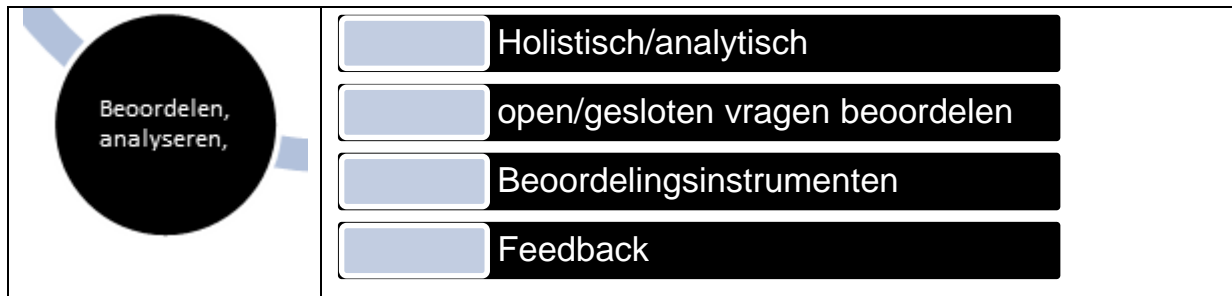 Beoordelen,
analyseren,
Holistisch/analytisch
open/gesloten vragen beoordelen
Beoordelingsinstrumenten
Feedback